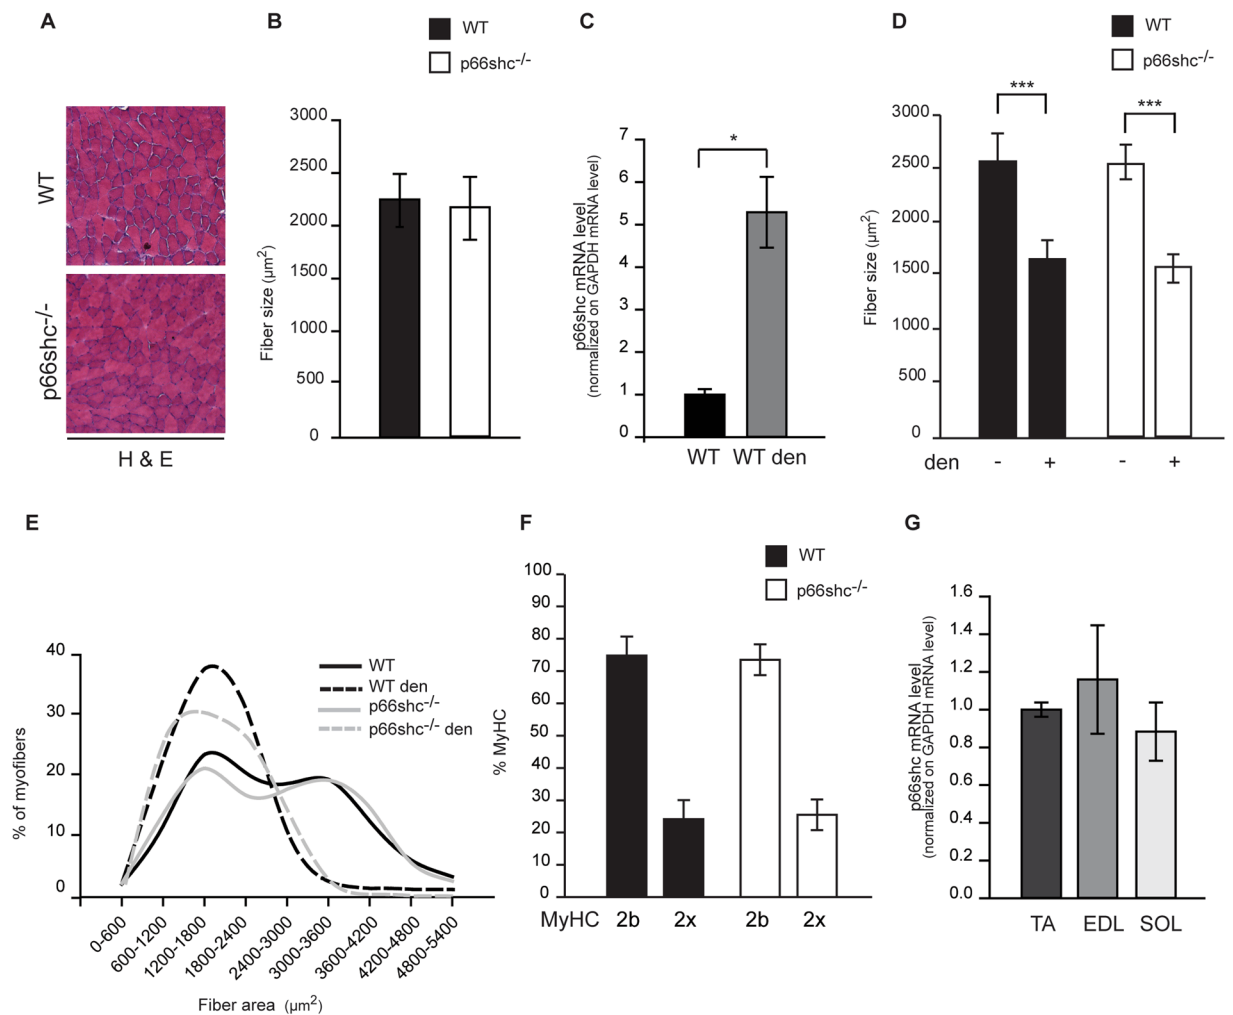 A
WT
p66shc-/-
H & E
B
WT
p66shc-/-
Fiber size (µm2)
3000
2500
2000
1500
1000
500
0
C
p66shc mRNA level
(normalized on GAPDH mRNA level)
7
6
5
4
3
2
1
0
*
WT WT den
D
WT
p66shc-/-
Fiber size (µm2)
3000
2500
2000
1500
1000
500
0
*** ***
den - + - +
E
% of myofibers
40
30
20
10
0
WT
WT den
p66shc-/-
p66shc-/- den
0-600
600-1200
1200-1800
1800-2400
2400-3000
3000-3600
3600-4200
4200-4800
4800-5400
Fiber area (µm2)
F
WT
p66shc-/-
% MyHC
100
90
80
70
60
50
40
30
20
10
0
MyHC 2b 2x 2b 2x
G
p66shc mRNA level
(normalized on GAPDH mRNA level)
1.6
1.4
1.2
1.0
0.8
0.6
0.4
0.2
0.0
TA EDL SOL